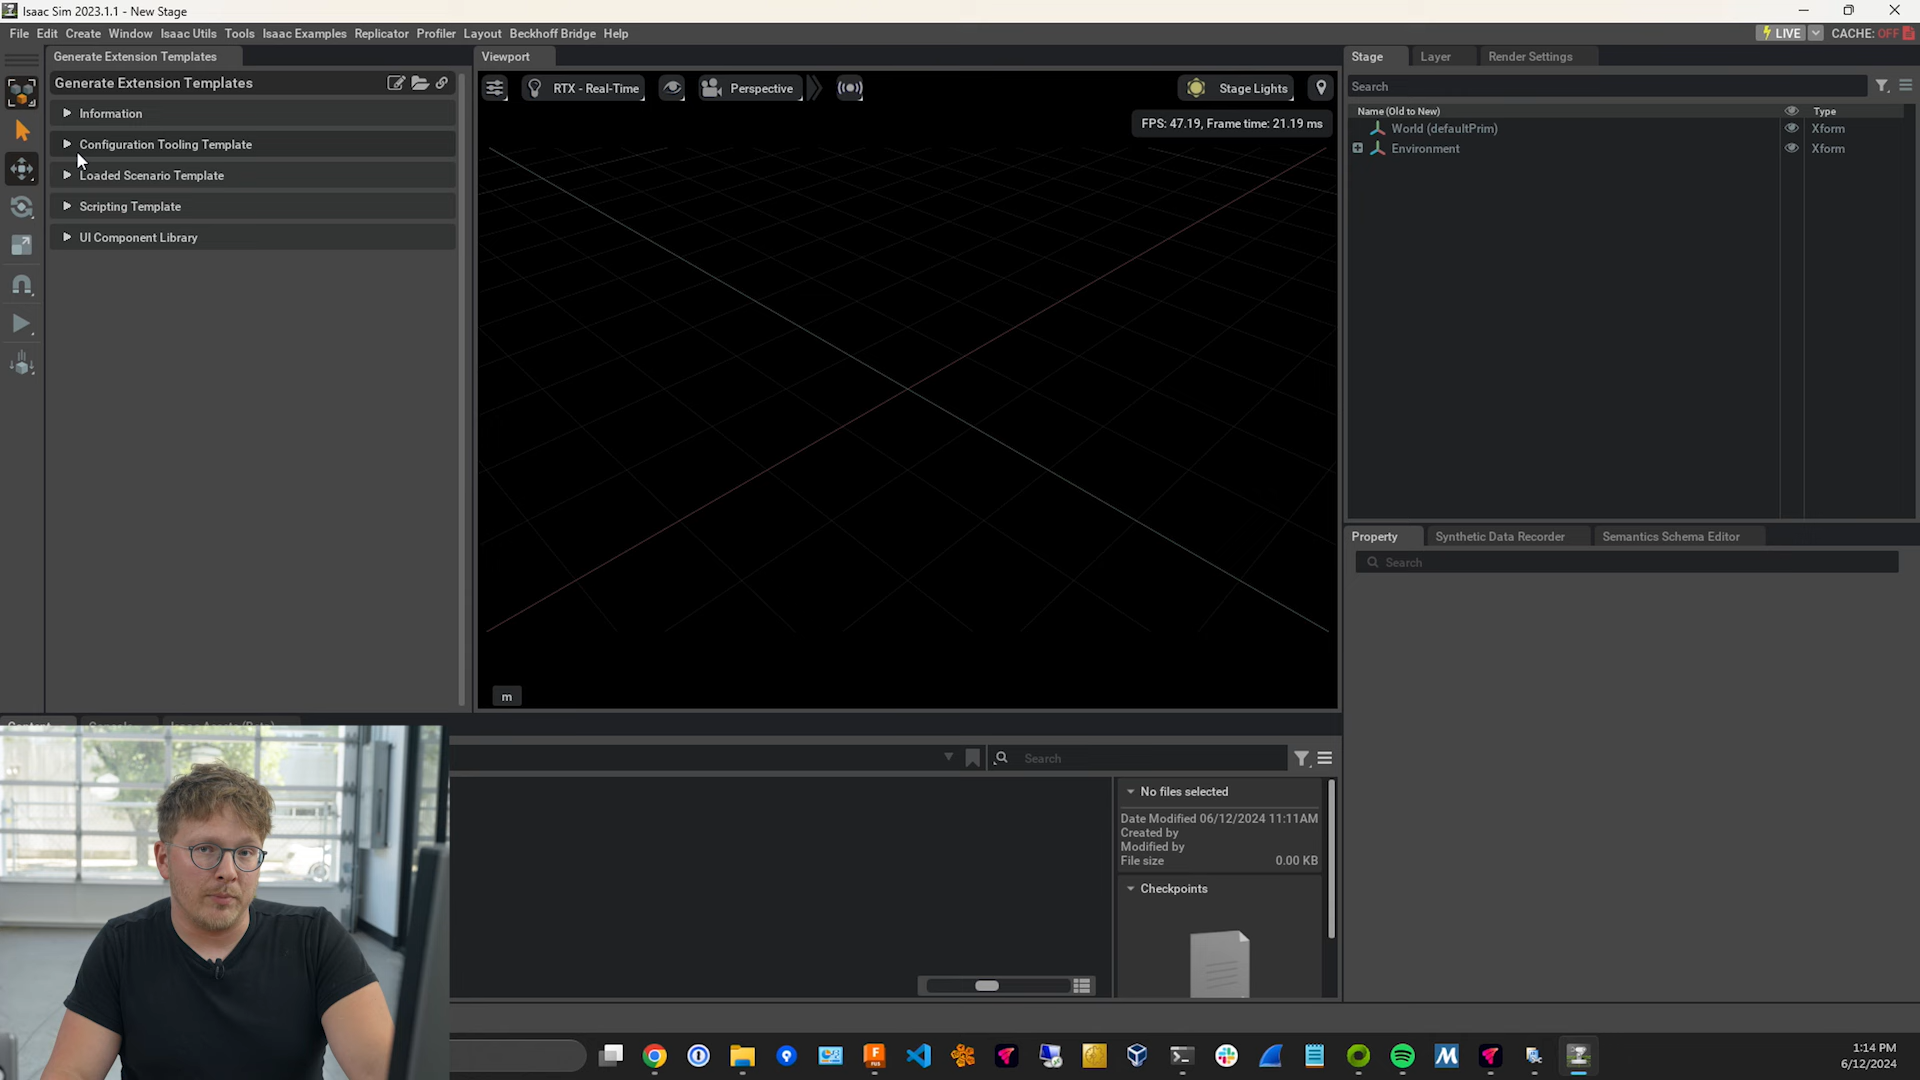 Isaac Sim 2023.1.1 - New Stage
File Edit Create Window Isaac Utils Tools Isaac Examples Replicator Profiler Layout Beckhoff Bridge Help
LIVE CACHE: OFF
Generate Extension Templates
Generate Extension Templates
Information
Configuration Tooling Template
Loaded Scenario Template
Scripting Template
UI Component Library
Viewport
RTX - Real-Time
Perspective
Stage Lights
FPS: 47.19, Frame time: 21.19 ms
m
Stage Layer Render Settings
Search
Name (Old to New) Type
World (defaultPrim) Xform
Environment Xform
Property Synthetic Data Recorder Semantics Schema Editor
Search
Search
No files selected
Date Modified 06/12/2024 11:11AM
Created by
Modified by
File size 0.00 KB
Checkpoints
1:14 PM
6/12/2024